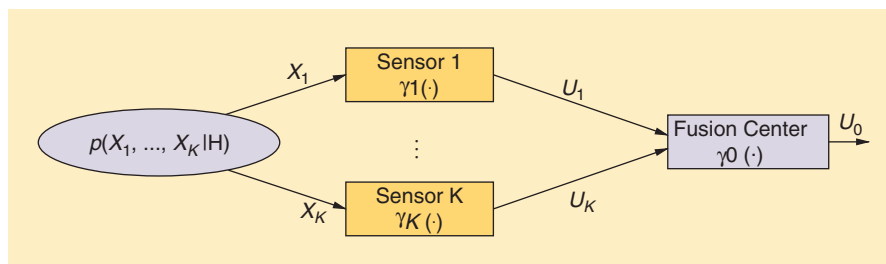 p(X1, ..., XK|H)
X1
XK
Sensor 1
γ1(·)
⋮
Sensor K
γK (·)
U1
UK
Fusion Center
γ0 (·)
U0